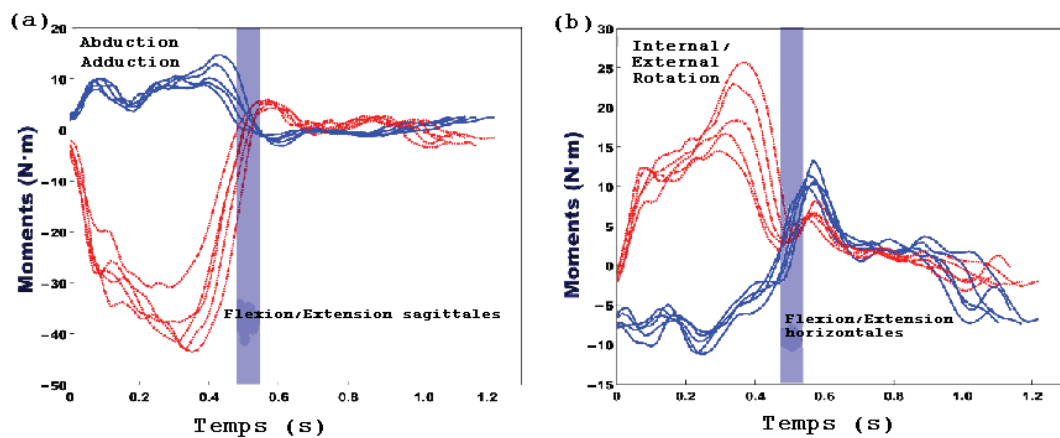 (a)
20
10
0
−10
−20
−30
−40
−50
Moments (N·m)
Abduction
Adduction
Flexion/Extension sagittales
0 0.2 0.4 0.6 0.8 1.0 1.2
Temps (s)
(b)
30
25
20
15
10
5
0
−5
−10
−15
Moments (N·m)
Internal/
External
Rotation
Flexion/Extension
horizontales
0 0.2 0.4 0.6 0.8 1.0 1.2
Temps (s)